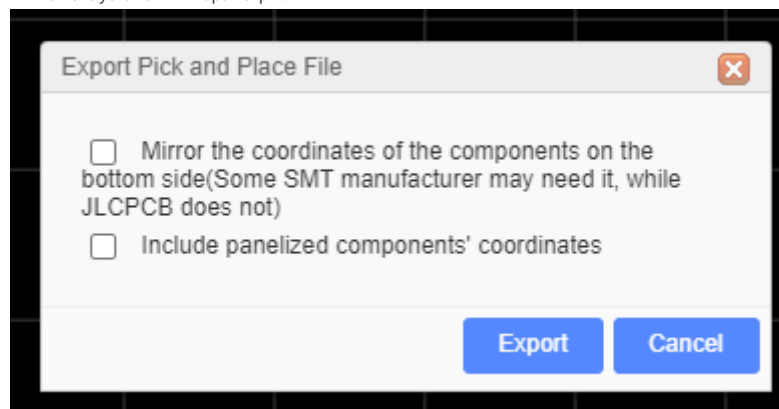 Export Pick and Place File
Mirror the coordinates of the components on the
bottom side(Some SMT manufacturer may need it, while
JLCPCB does not)
Include panelized components' coordinates
Export Cancel